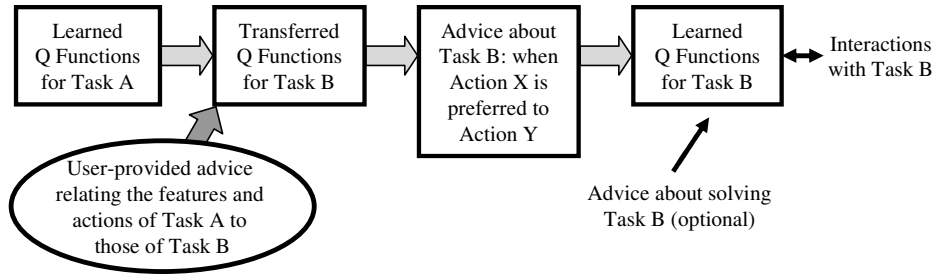 Learned
Q Functions
for Task A
Transferred
Q Functions
for Task B
Advice about
Task B: when
Action X is
preferred to
Action Y
Learned
Q Functions
for Task B
Interactions
with Task B
User-provided advice
relating the features and
actions of Task A to
those of Task B
Advice about solving
Task B (optional)